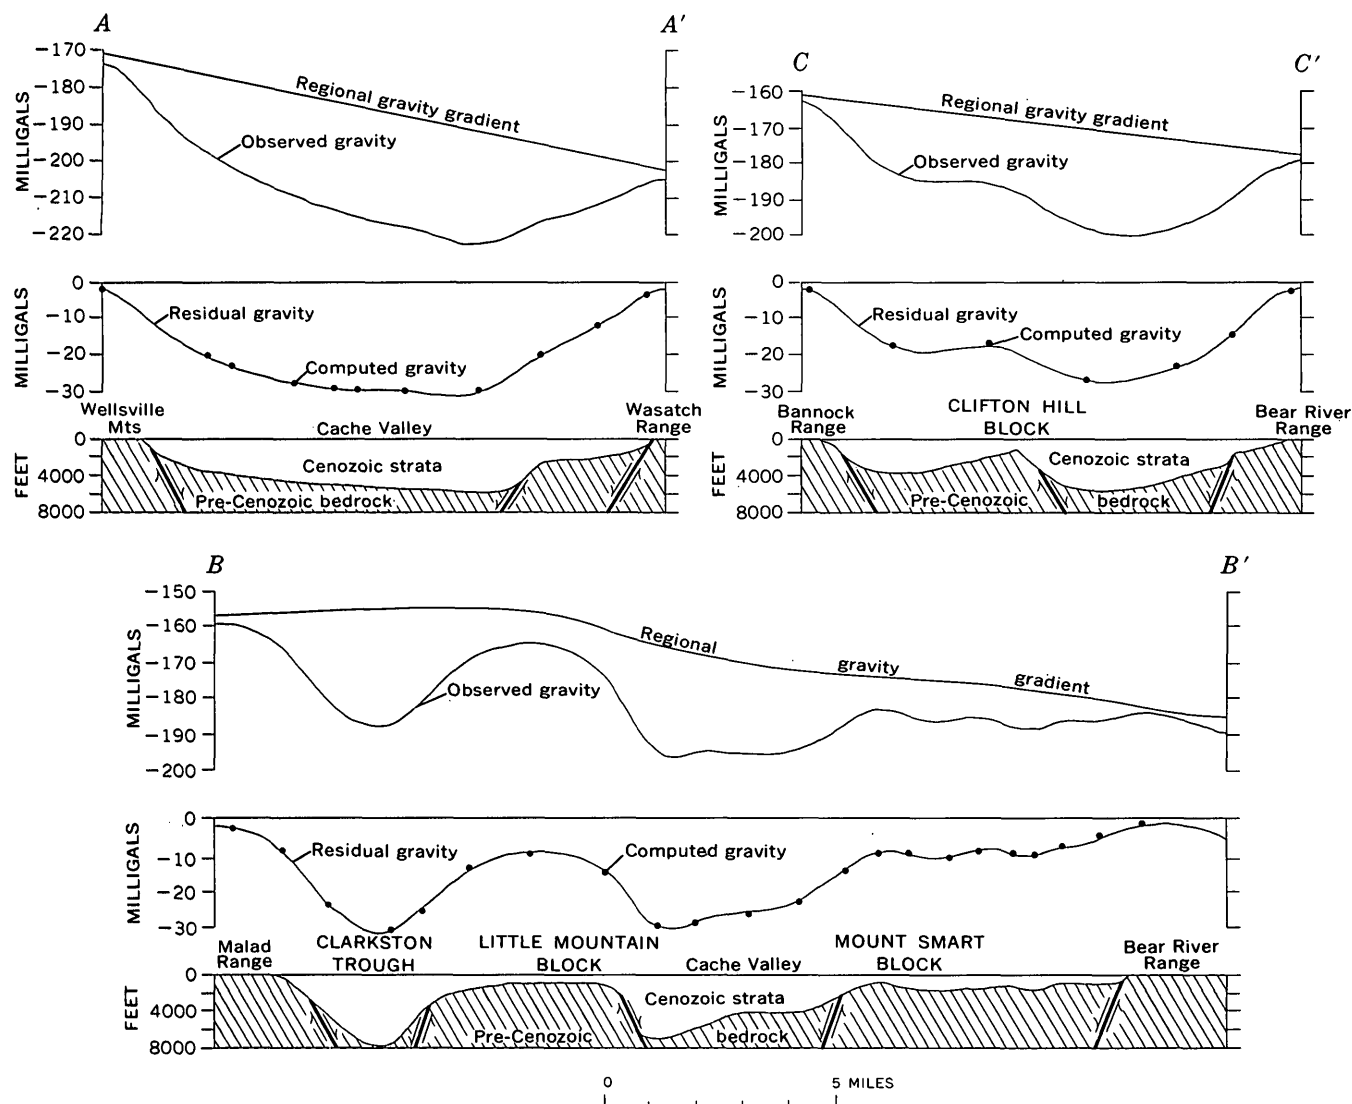 A
A'
−170
−180
−190
−200
−210
−220
MILLIGALS
Regional gravity gradient
Observed gravity
0
−10
−20
−30
MILLIGALS
Residual gravity
Computed gravity
Wellsville
Mts
Cache Valley
Wasatch
Range
0
4000
8000
FEET
Cenozoic strata
Pre-Cenozoic bedrock
C
C'
−160
−170
−180
−190
−200
MILLIGALS
Regional gravity gradient
Observed gravity
0
−10
−20
−30
MILLIGALS
Residual gravity
Computed gravity
Bannock
Range
CLIFTON HILL
BLOCK
Bear River
Range
0
4000
8000
FEET
Cenozoic strata
Pre-Cenozoic bedrock
B
B'
−150
−160
−170
−180
−190
−200
MILLIGALS
Regional gravity gradient
Observed gravity
0
−10
−20
−30
MILLIGALS
Residual gravity
Computed gravity
Malad
Range
CLARKSTON
TROUGH
LITTLE MOUNTAIN
BLOCK
Cache Valley
MOUNT SMART
BLOCK
Bear River
Range
0
4000
8000
FEET
Cenozoic strata
Pre-Cenozoic bedrock
0 5 MILES